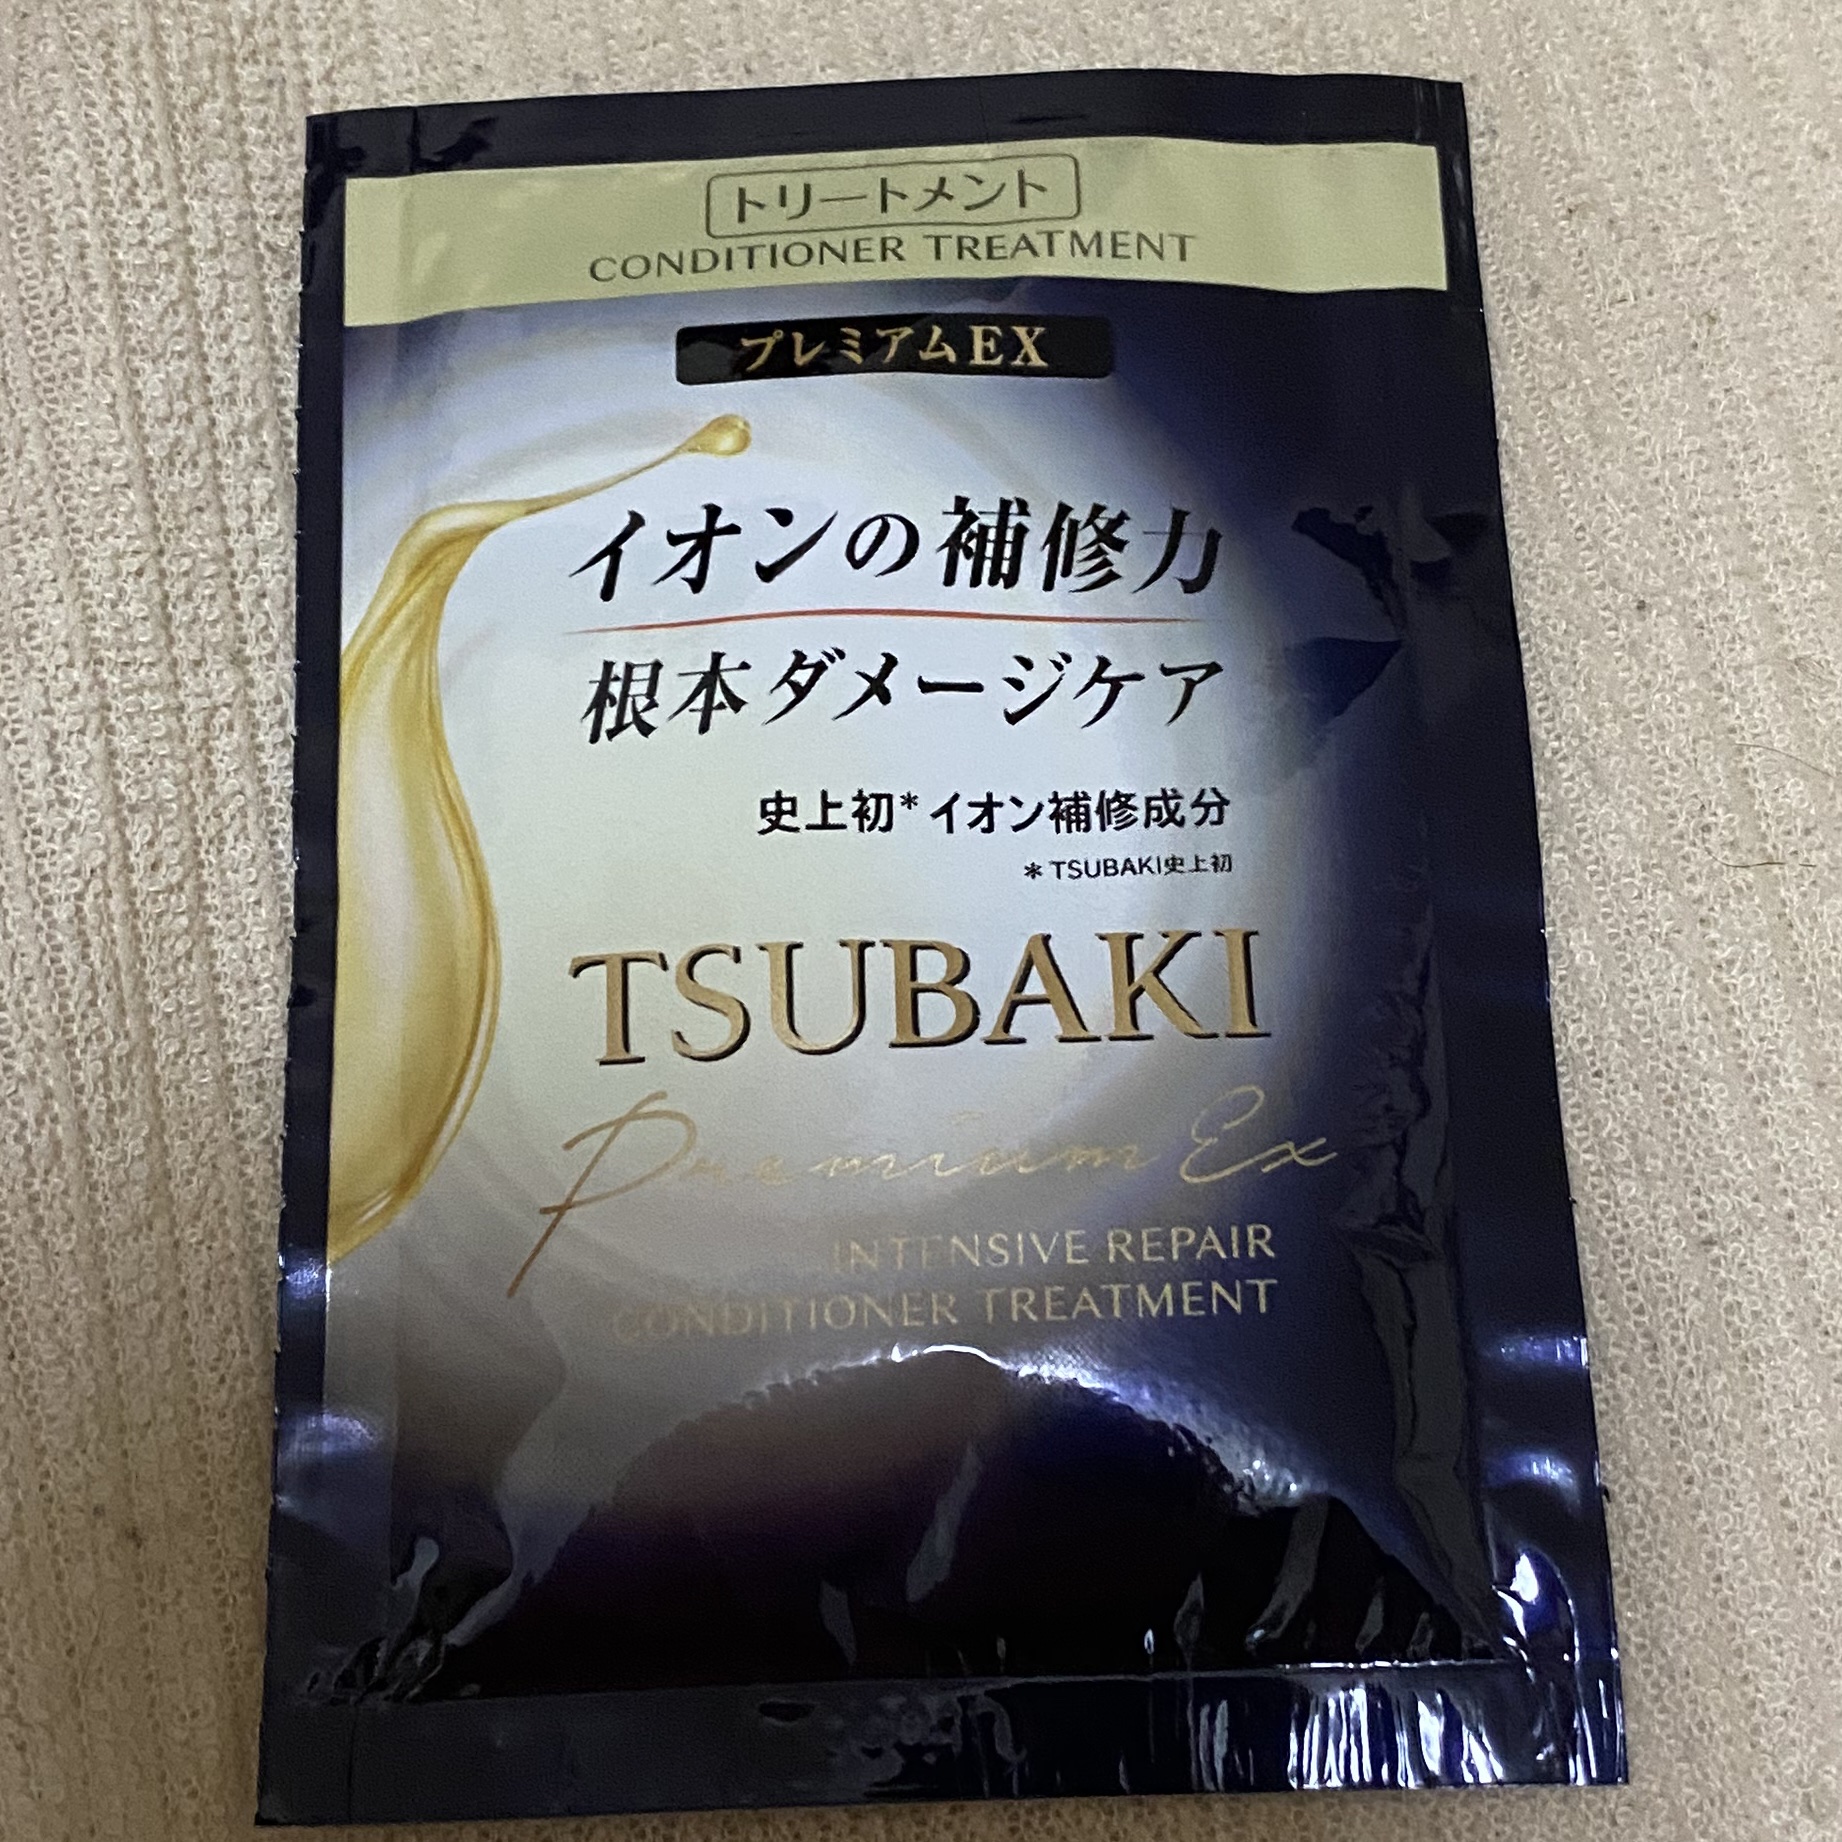 トリートメント
CONDITIONER TREATMENT
プレミアムEX
イオンの補修力
根本ダメージケア
史上初*イオン補修成分
*TSUBAKI史上初
TSUBAKI
Premium Ex
INTENSIVE REPAIR
CONDITIONER TREATMENT